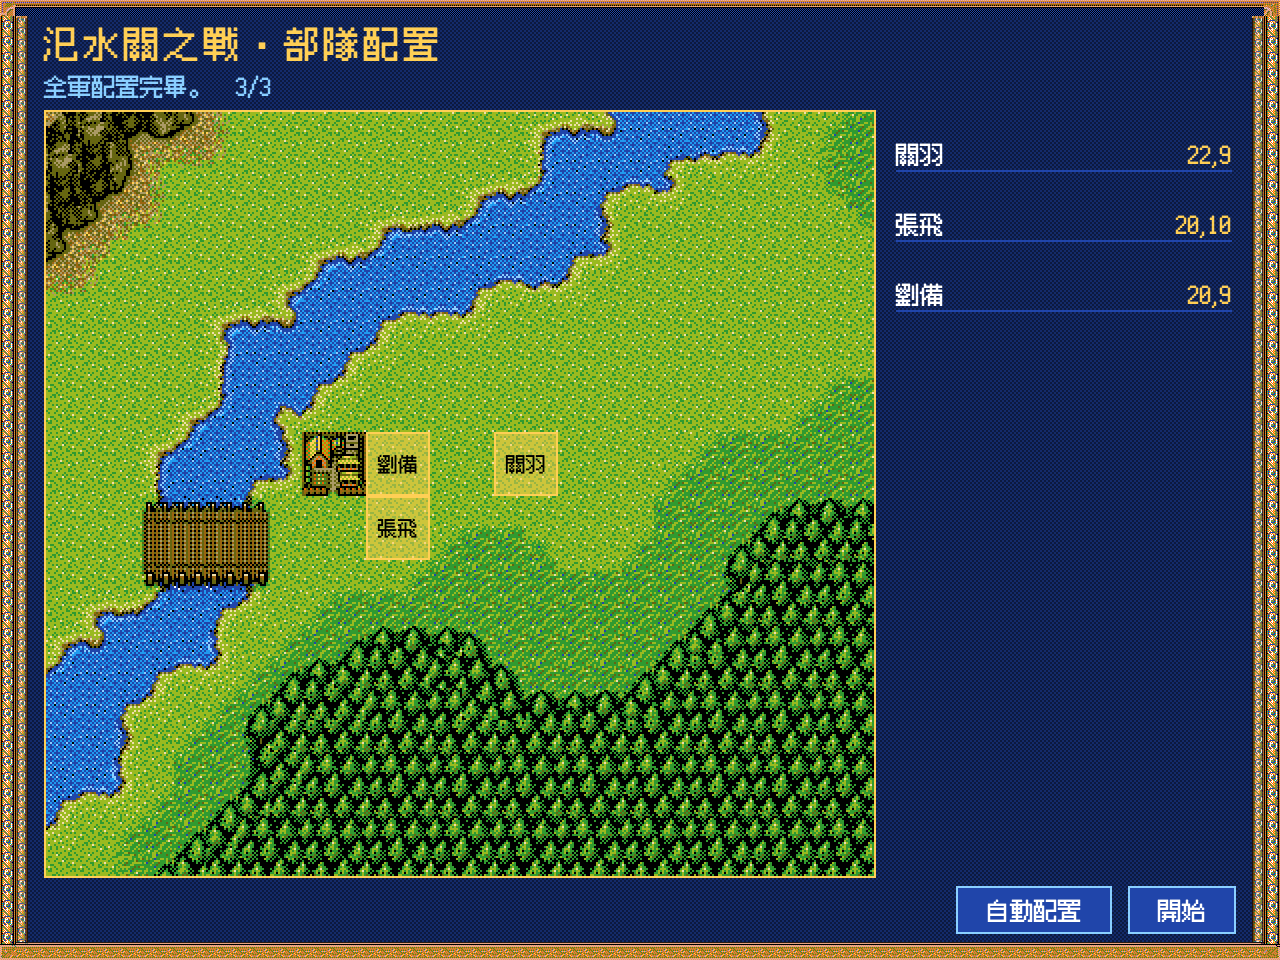 汜水關之戰・部隊配置
全軍配置完畢。 3/3
關羽 22,9
張飛 20,10
劉備 20,9
劉備 關羽
張飛
自動配置 開始